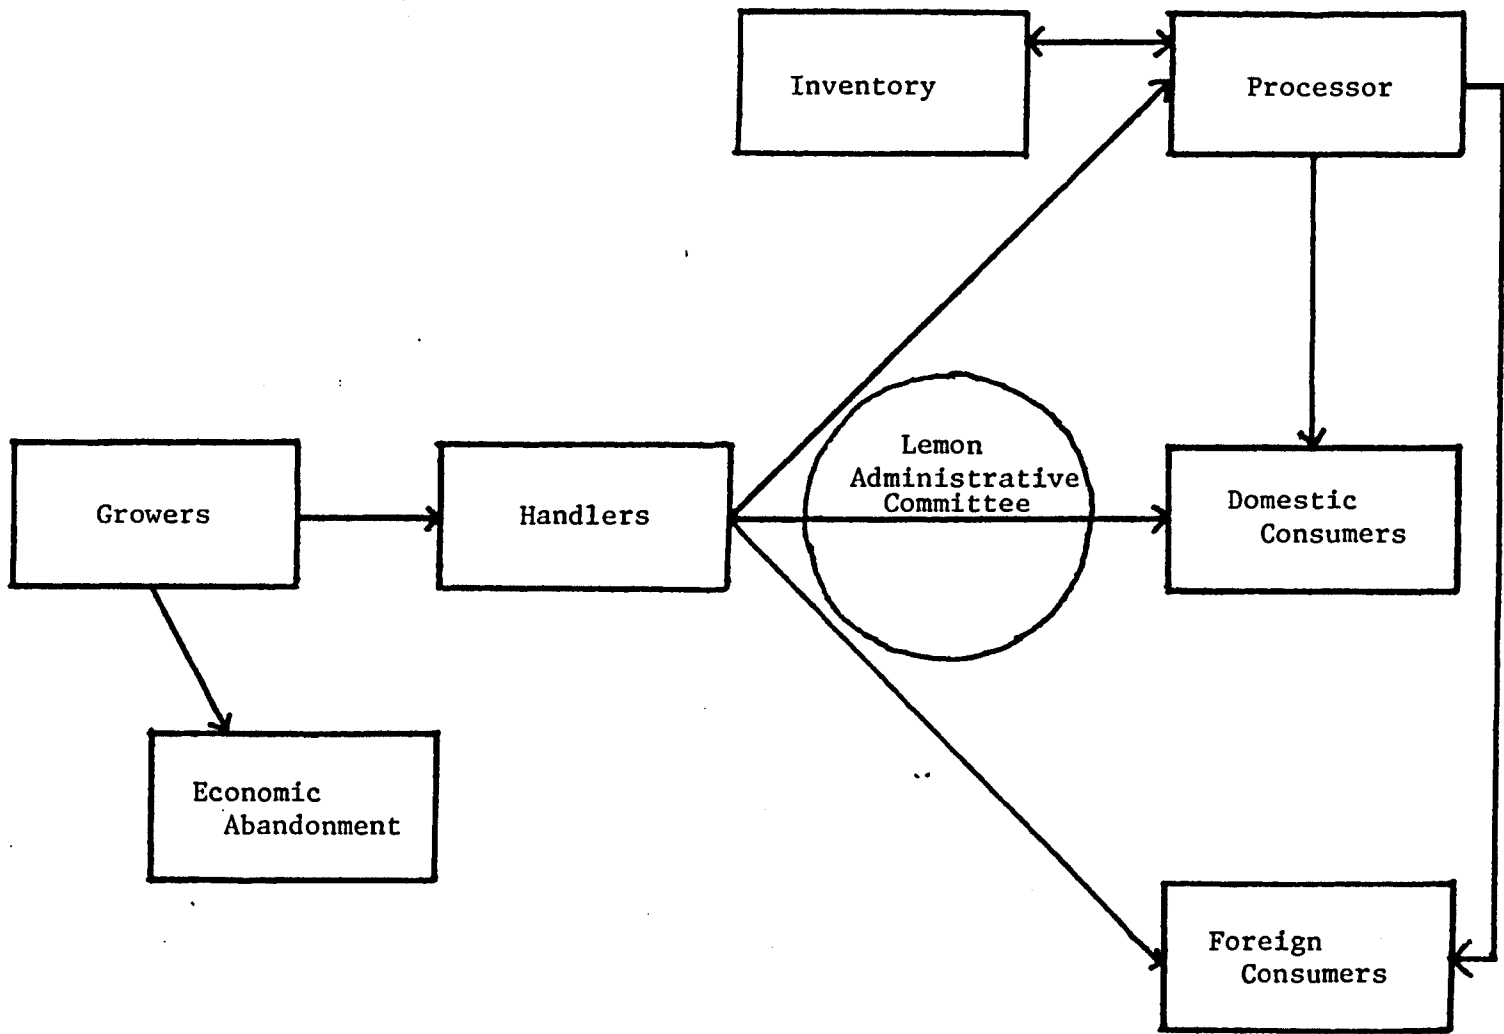 Inventory
Processor
Lemon
Administrative
Committee
Growers
Handlers
Domestic
Consumers
Economic
Abandonment
Foreign
Consumers